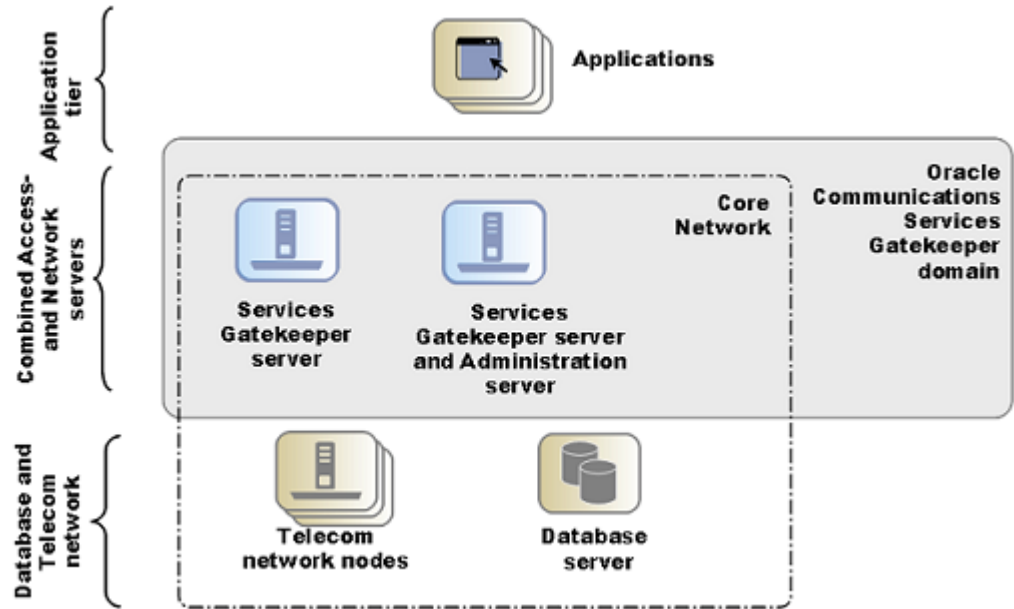 Application
tier
Applications
Combined Access-
and Network
servers
Oracle
Communications
Services
Gatekeeper
domain
Core
Network
Services
Gatekeeper
server
Services
Gatekeeper server
and Administration
server
Database and
Telecom
network
Telecom
network nodes
Database
server